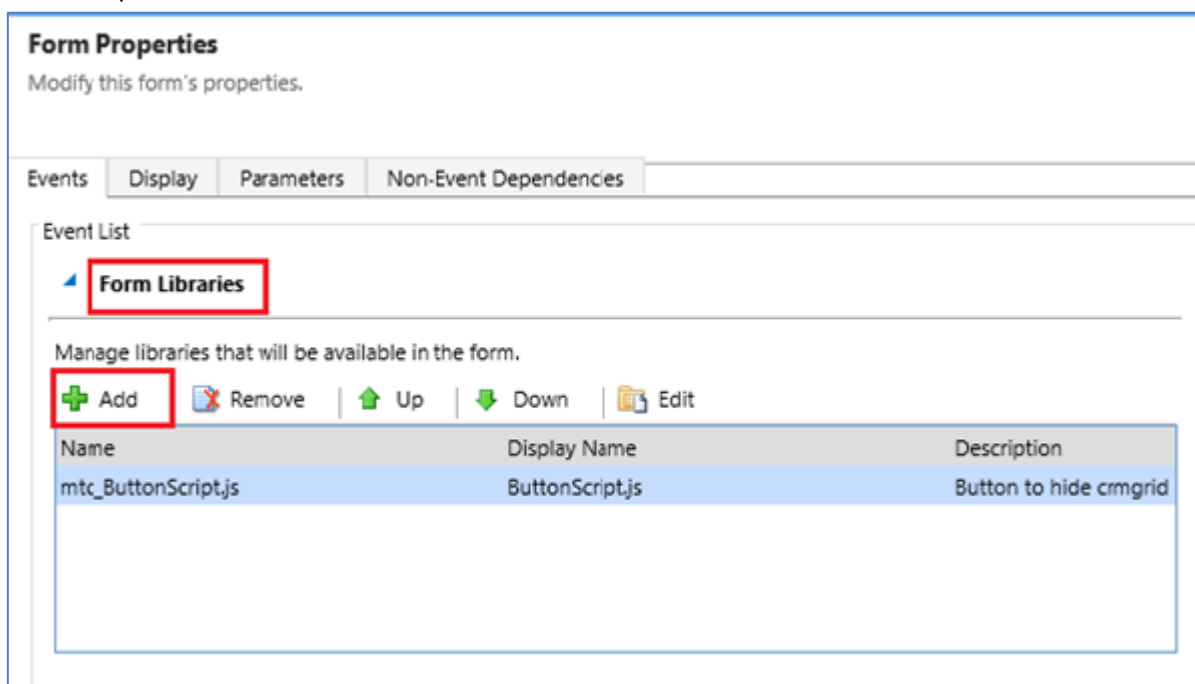 Form Properties
Modify this form's properties.
Events Display Parameters Non-Event Dependencies
Event List
Form Libraries
Manage libraries that will be available in the form.
Add Remove Up Down Edit
Name Display Name Description
mtc_ButtonScript.js ButtonScript.js Button to hide crmgrid